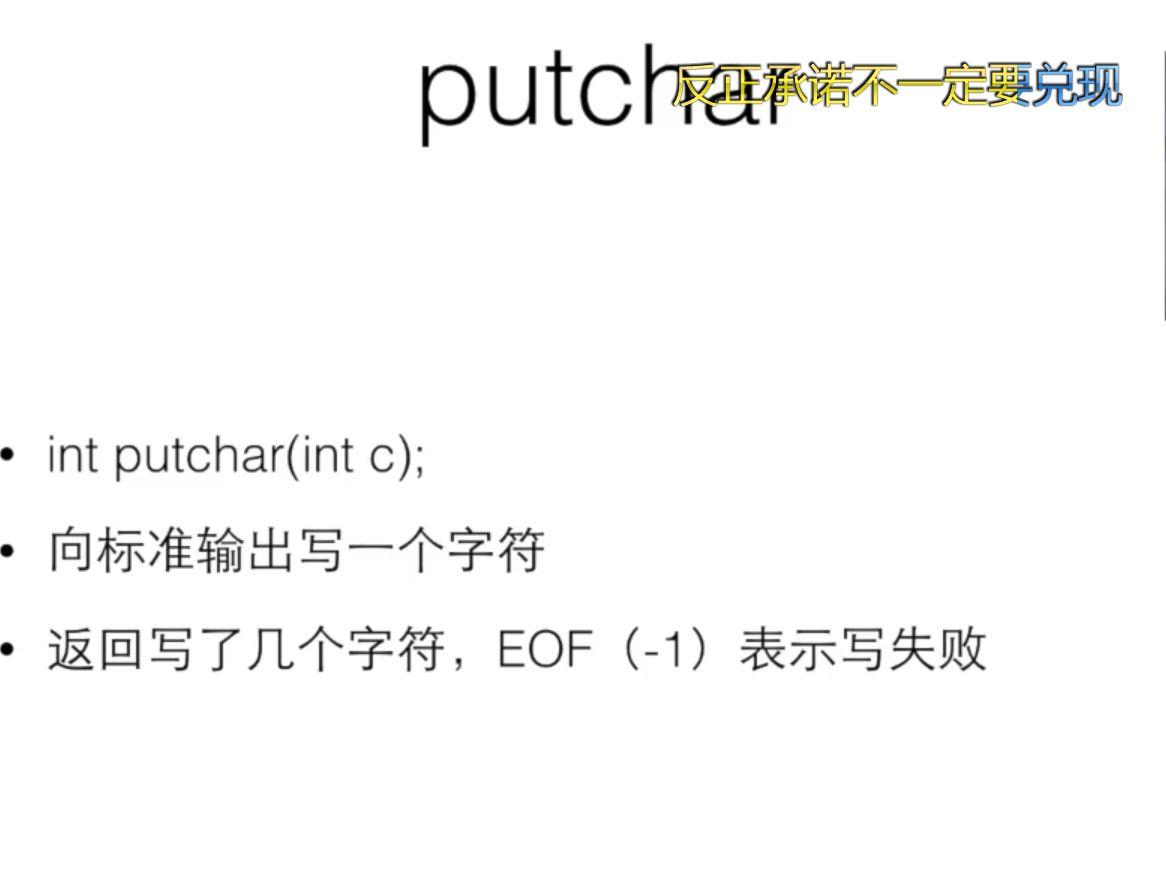 putchar
反正承诺不一定要兑现
• int putchar(int c);
• 向标准输出写一个字符
• 返回写了几个字符，EOF（-1）表示写失败